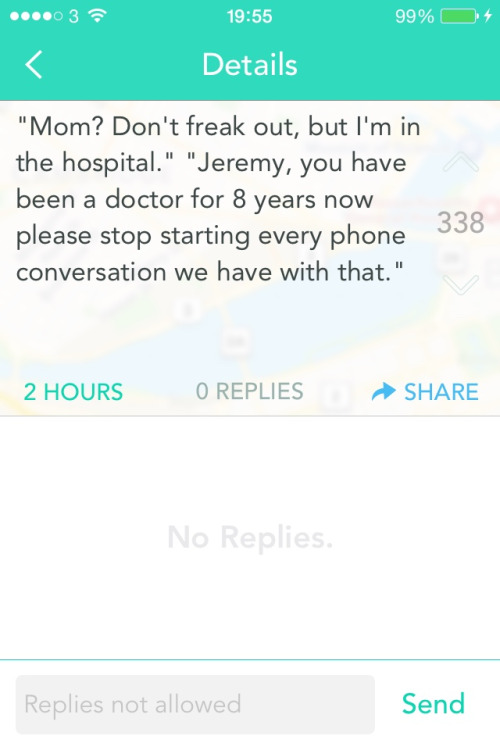 3 19:55 99%
Details
"Mom? Don't freak out, but I'm in
the hospital." "Jeremy, you have
been a doctor for 8 years now
please stop starting every phone
conversation we have with that."
338
2 HOURS 0 REPLIES SHARE
No Replies.
Replies not allowed Send